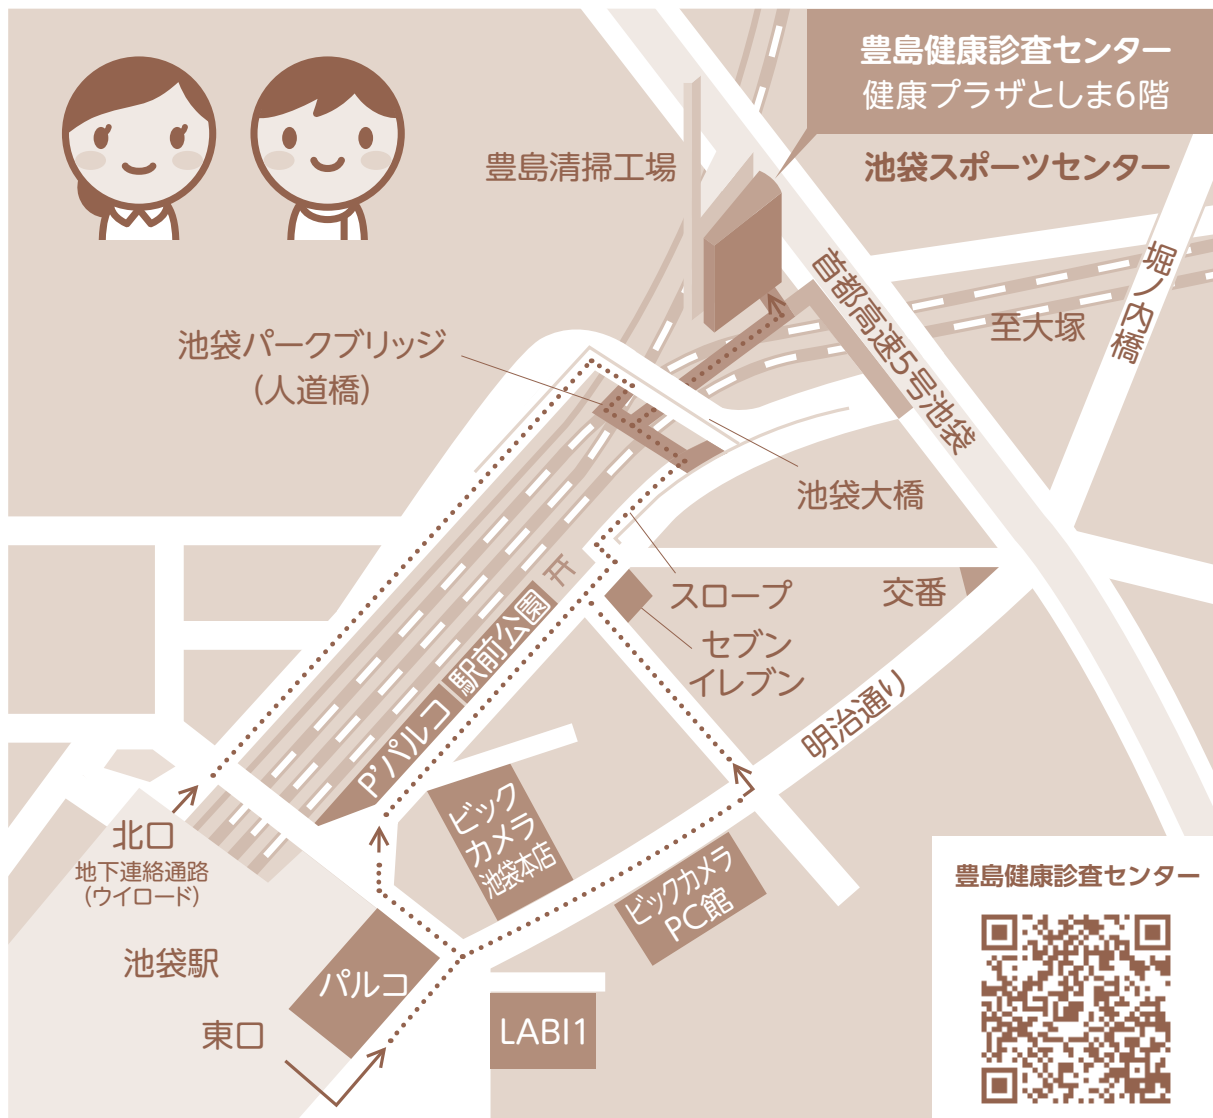 豊島健康診査センター
健康プラザとしま6階
豊島清掃工場
池袋スポーツセンター
堀ノ内橋
首都高速5号池袋
至大塚
池袋パークブリッジ
(人道橋)
池袋大橋
スロープ
交番
セブン
イレブン
駅前公園
P'パルコ
明治通り
ビック
カメラ
池袋本店
ビックカメラ
PC館
北口
地下連絡通路
(ウイロード)
池袋駅
パルコ
東口
LABI1
豊島健康診査センター